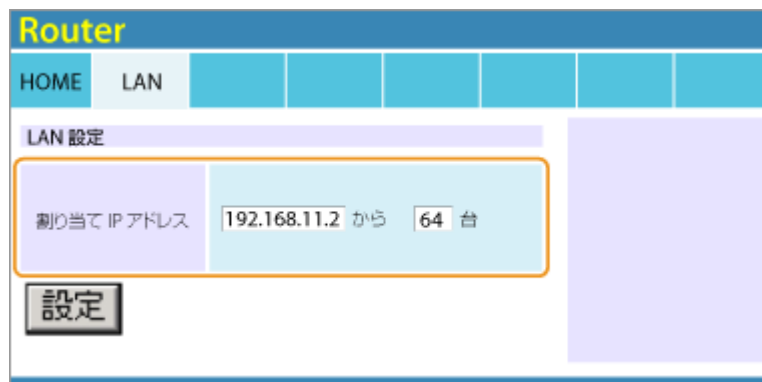 Router
HOME LAN
LAN 設定
割り当て IP アドレス 192.168.11.2 から 64 台
設定